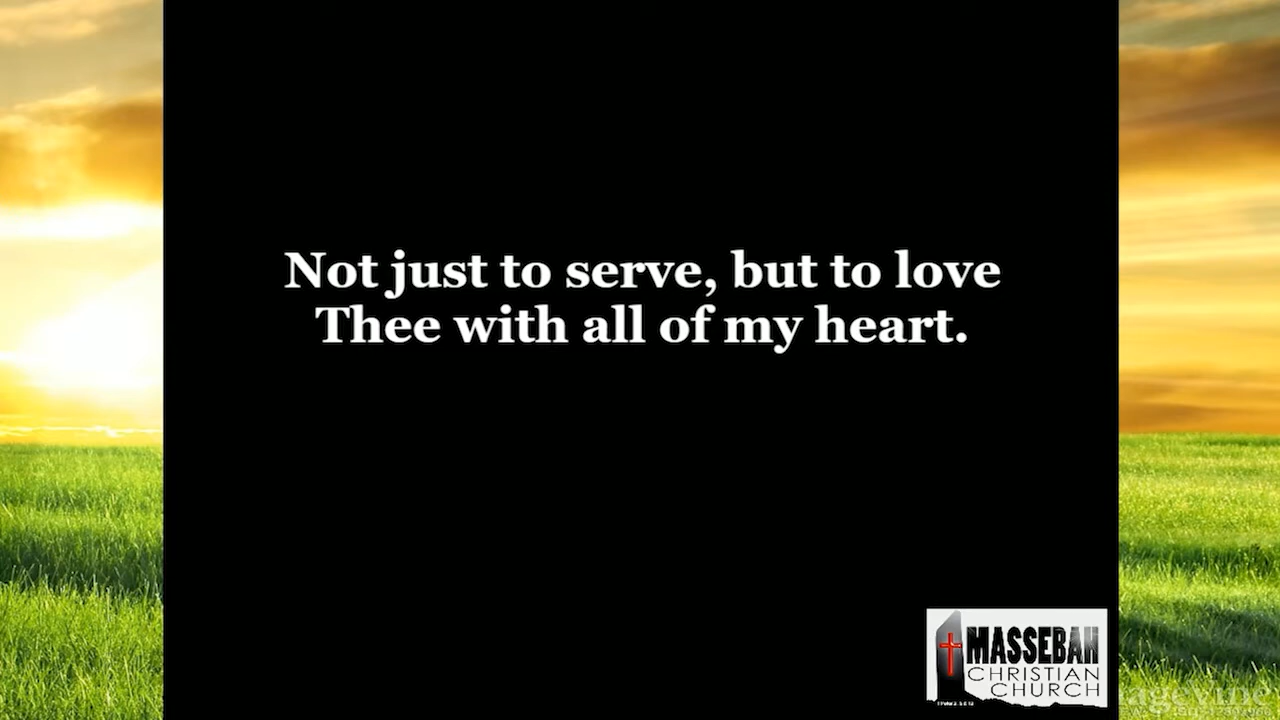 Not just to serve, but to love
Thee with all of my heart.
MASSEBAH
CHRISTIAN
CHURCH